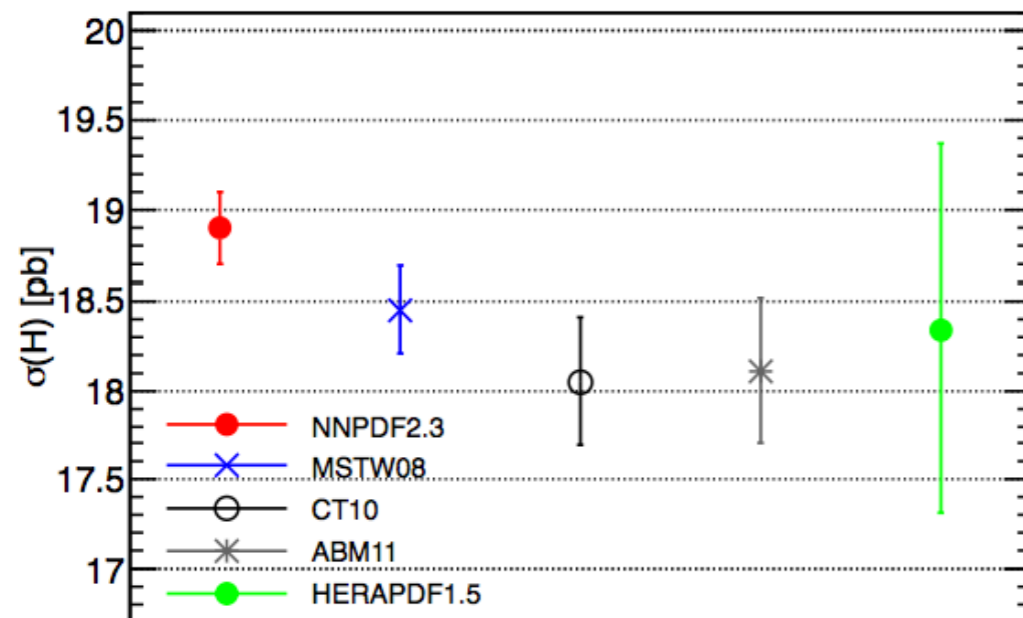 20
19.5
19
18.5
18
17.5
17
σ(H) [pb]
NNPDF2.3
MSTW08
CT10
ABM11
HERAPDF1.5